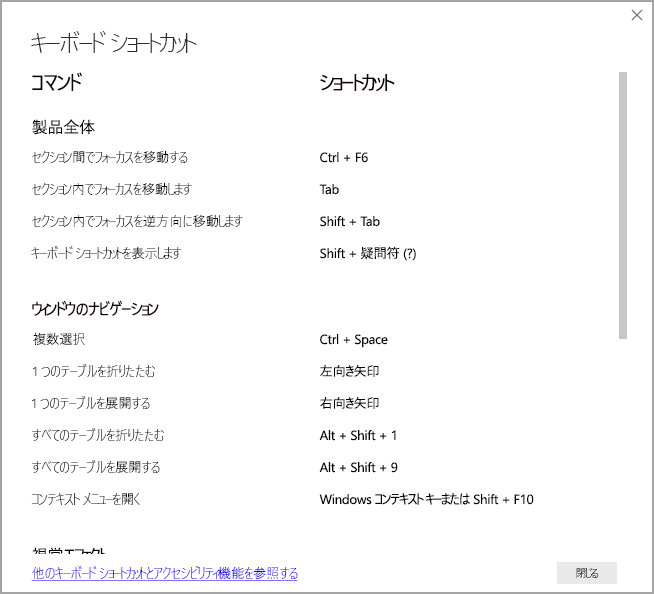 キーボード ショートカット
コマンド ショートカット
製品全体
セクション間でフォーカスを移動する Ctrl + F6
セクション内でフォーカスを移動します Tab
セクション内でフォーカスを逆方向に移動します Shift + Tab
キーボード ショートカットを表示します Shift + 疑問符 (?)
ウィンドウのナビゲーション
複数選択 Ctrl + Space
1 つのテーブルを折りたたむ 左向き矢印
1 つのテーブルを展開する 右向き矢印
すべてのテーブルを折りたたむ Alt + Shift + 1
すべてのテーブルを展開する Alt + Shift + 9
コンテキスト メニューを開く Windows コンテキスト キーまたは Shift + F10
視覚エフェクト
他のキーボード ショートカットとアクセシビリティ機能を参照する
閉じる